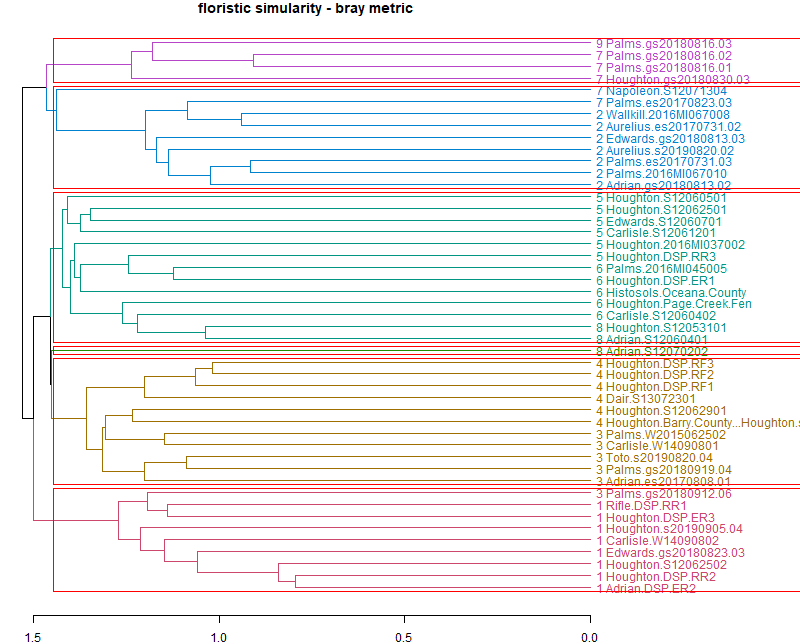 floristic simularity - bray metric
9 Palms.gs20180816.03
7 Palms.gs20180816.02
7 Palms.gs20180816.01
7 Houghton.gs20180830.03
7 Napoleon.S12071304
7 Palms.es20170823.03
2 Wallkill.2016MI067008
2 Aurelius.es20170731.02
2 Edwards.gs20180813.03
2 Aurelius.s20190820.02
2 Palms.es20170731.03
2 Palms.2016MI067010
2 Adrian.gs20180813.02
5 Houghton.S12060501
5 Houghton.S12062501
5 Edwards.S12060701
5 Carlisle.S12061201
5 Houghton.2016MI037002
5 Houghton.DSP.RR3
6 Palms.2016MI045005
6 Houghton.DSP.ER1
6 Histosols.Oceana.County
6 Houghton.Page.Creek.Fen
6 Carlisle.S12060402
8 Houghton.S12053101
8 Adrian.S12060401
8 Adrian.S12070202
4 Houghton.DSP.RF3
4 Houghton.DSP.RF2
4 Houghton.DSP.RF1
4 Dair.S13072301
4 Houghton.S12062901
4 Houghton.Barry.County...Houghton.s
3 Palms.W2015062502
3 Carlisle.W14090801
3 Toto.s20190820.04
3 Palms.gs20180919.04
3 Adrian.es20170808.01
3 Palms.gs20180912.06
1 Rifle.DSP.RR1
1 Houghton.DSP.ER3
1 Houghton.s20190905.04
1 Carlisle.W14090802
1 Edwards.gs20180823.03
1 Houghton.S12062502
1 Houghton.DSP.RR2
1 Adrian.DSP.ER2
1.5 1.0 0.5 0.0